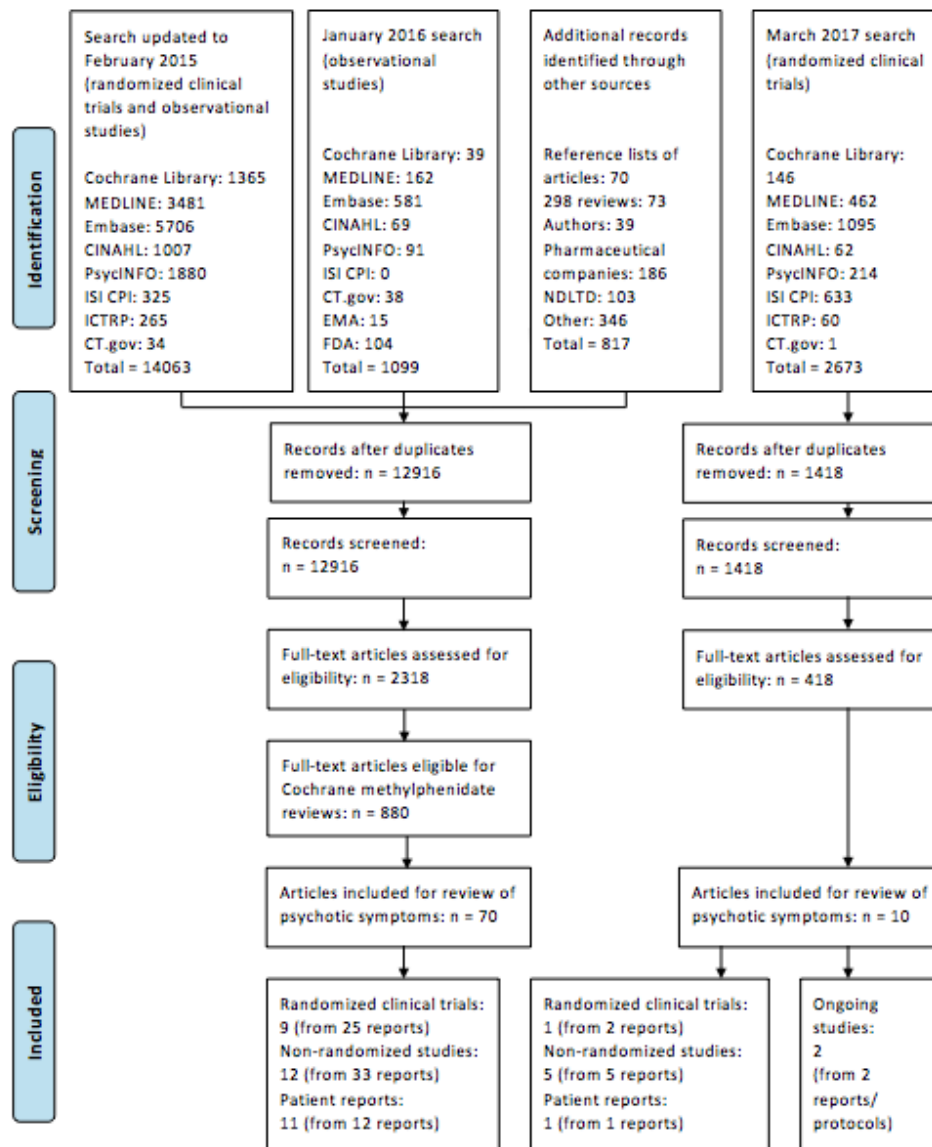 Identification
Search updated to
February 2015
(randomized clinical
trials and observational
studies)
Cochrane Library: 1365
MEDLINE: 3481
Embase: 5706
CINAHL: 1007
PsycINFO: 1880
ISI CPI: 325
ICTRP: 265
CT.gov: 34
Total = 14063
January 2016 search
(observational
studies)
Cochrane Library: 39
MEDLINE: 162
Embase: 581
CINAHL: 69
PsycINFO: 91
ISI CPI: 0
CT.gov: 38
EMA: 15
FDA: 104
Total = 1099
Additional records
identified through
other sources
Reference lists of
articles: 70
298 reviews: 73
Authors: 39
Pharmaceutical
companies: 186
NDLTD: 103
Other: 346
Total = 817
March 2017 search
(randomized clinical
trials)
Cochrane Library:
146
MEDLINE: 462
Embase: 1095
CINAHL: 62
PsycINFO: 214
ISI CPI: 633
ICTRP: 60
CT.gov: 1
Total = 2673
Screening
Records after duplicates
removed: n = 12916
Records after duplicates
removed: n = 1418
Records screened:
n = 12916
Records screened:
n = 1418
Eligibility
Full-text articles assessed for
eligibility: n = 2318
Full-text articles assessed for
eligibility: n = 418
Full-text articles eligible for
Cochrane methylphenidate
reviews: n = 880
Articles included for review of
psychotic symptoms: n = 70
Articles included for review of
psychotic symptoms: n = 10
Included
Randomized clinical trials:
9 (from 25 reports)
Non-randomized studies:
12 (from 33 reports)
Patient reports:
11 (from 12 reports)
Randomized clinical trials:
1 (from 2 reports)
Non-randomized studies:
5 (from 5 reports)
Patient reports:
1 (from 1 reports)
Ongoing
studies:
2
(from 2
reports/
protocols)